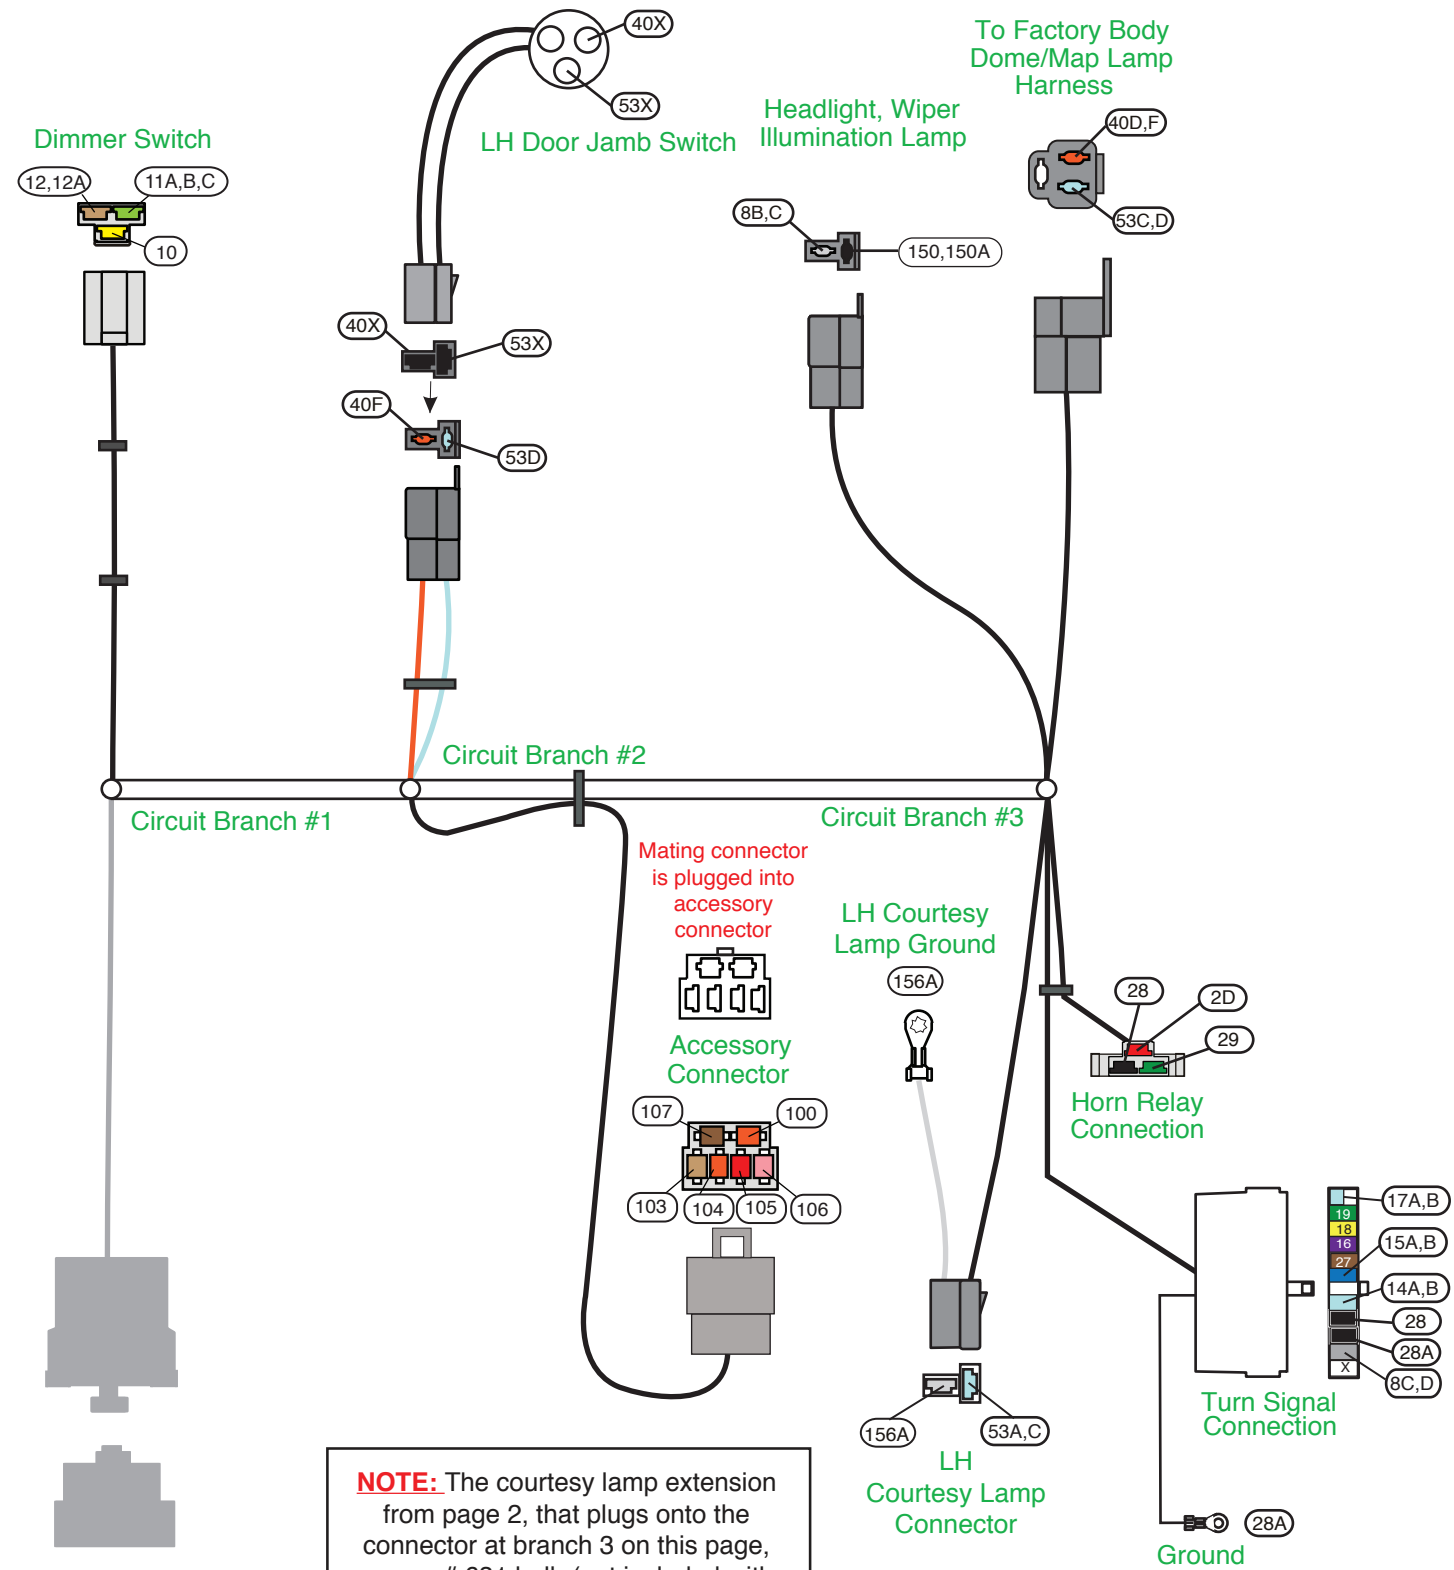 40X
To Factory Body
Dome/Map Lamp
Harness
53X
Headlight, Wiper
Illumination Lamp
40D,F
Dimmer Switch
LH Door Jamb Switch
12,12A
11A,B,C
8B,C
53C,D
10
150,150A
40X
53X
40F
53D
Circuit Branch #2
Circuit Branch #1
Circuit Branch #3
Mating connector
is plugged into
accessory
connector
LH Courtesy
Lamp Ground
156A
28
2D
29
Accessory
Connector
Horn Relay
Connection
107
100
103
104
105
106
17A,B
19
18
16
27
15A,B
14A,B
28
28A
X
8C,D
Turn Signal
Connection
156A
53A,C
LH
Courtesy Lamp
Connector
28A
Ground
NOTE: The courtesy lamp extension
from page 2, that plugs onto the
connector at branch 3 on this page,